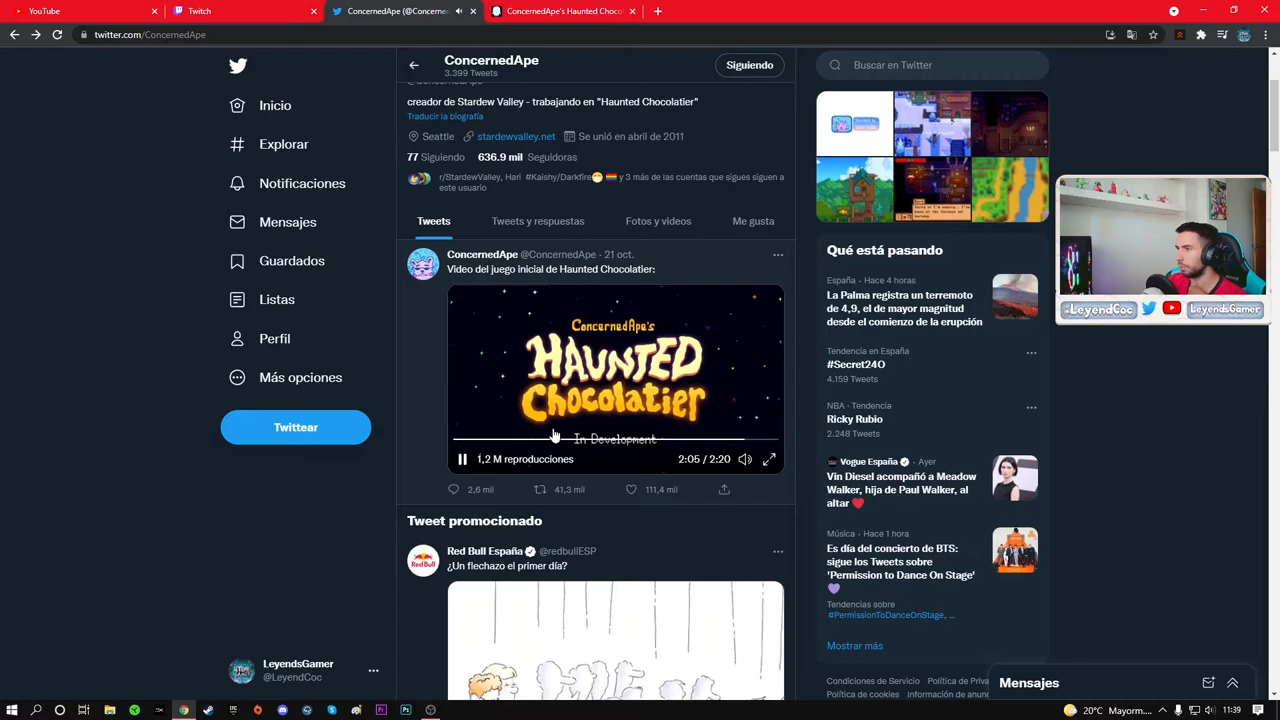 YouTube
Twitch
ConcernedApe (@Concerned
ConcernedApe's Haunted Choco
twitter.com/ConcernedApe
ConcernedApe
3.399 Tweets
Siguiendo
Buscar en Twitter
creador de Stardew Valley - trabajando en "Haunted Chocolatier"
Traducir la biografía
Seattle
stardewvalley.net
Se unió en abril de 2011
77 Siguiendo
636.9 mil Seguidoras
r/StardewValley, Hari #Kaishy/Darkfire y 3 más de las cuentas que sigues siguen a
este usuario
Tweets
Tweets y respuestas
Fotos y videos
Me gusta
Inicio
Explorar
Notificaciones
Mensajes
Guardados
Listas
Perfil
Más opciones
Twittear
ConcernedApe @ConcernedApe · 21 oct.
Video del juego inicial de Haunted Chocolatier:
ConcernedApe's
HAUNTED
Chocolatier
In Development
1,2 M reproducciones
2:05 / 2:20
2,6 mil
41,3 mil
111,4 mil
Tweet promocionado
Red Bull España @redbullESP
¿Un flechazo el primer día?
Qué está pasando
España · Hace 4 horas
La Palma registra un terremoto
de 4,9, el de mayor magnitud
desde el comienzo de la erupción
Tendencia en España
#Secret24O
4.159 Tweets
NBA · Tendencia
Ricky Rubio
2.248 Tweets
Vogue España · Ayer
Vin Diesel acompañó a Meadow
Walker, hija de Paul Walker, al
altar
Música · Hace 1 hora
Es día del concierto de BTS:
sigue los Tweets sobre
'Permission to Dance On Stage'
Tendencias sobre
#PermissionToDanceOnStage, ...
Mostrar más
Condiciones de Servicio
Política de Priva
Política de cookies
Información de anunc
@LeyendCoc
LeyendsGamer
LeyendsGamer
@LeyendCoc
Mensajes
20°C Mayorm...
11:39